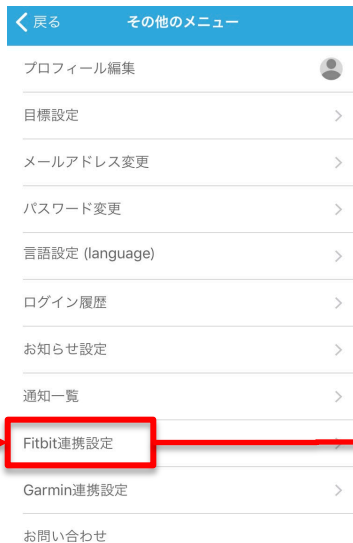 戻る その他のメニュー
プロフィール編集
目標設定
メールアドレス変更
パスワード変更
言語設定 (language)
ログイン履歴
お知らせ設定
通知一覧
Fitbit連携設定
Garmin連携設定
お問い合わせ